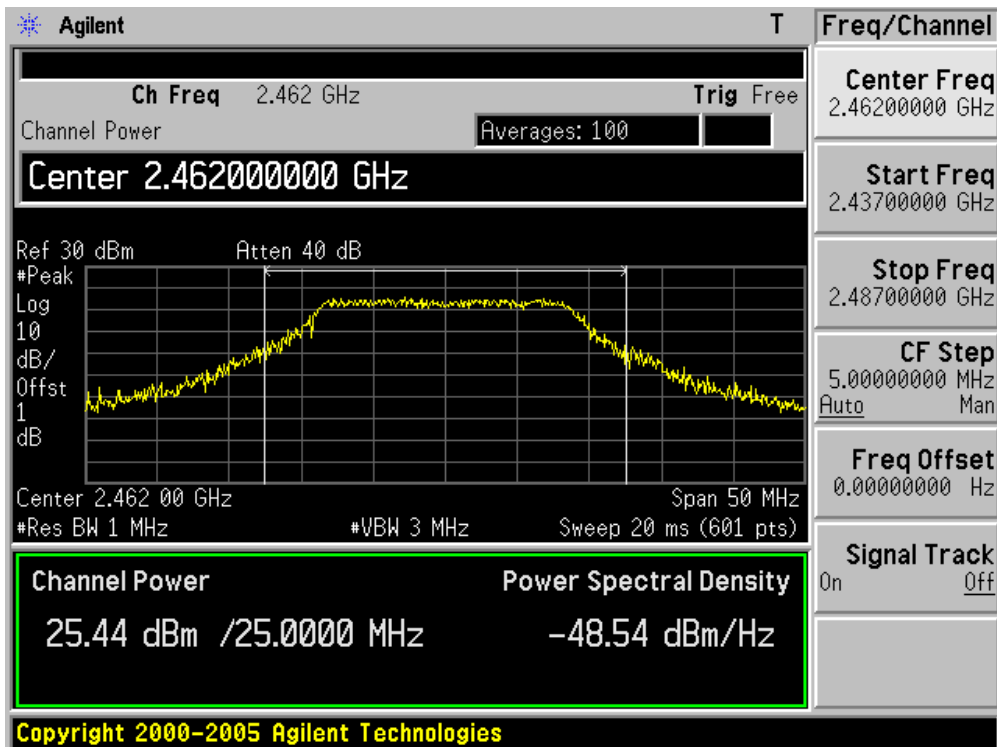 Agilent T Freq/Channel
Ch Freq 2.462 GHz Trig Free
Channel Power Averages: 100
Center 2.462000000 GHz
Ref 30 dBm Atten 40 dB
#Peak
Log
10
dB/
Offst
1
dB
Center 2.462 00 GHz Span 50 MHz
#Res BW 1 MHz #VBW 3 MHz Sweep 20 ms (601 pts)
Channel Power Power Spectral Density
25.44 dBm /25.0000 MHz -48.54 dBm/Hz
Copyright 2000-2005 Agilent Technologies
Center Freq
2.46200000 GHz
Start Freq
2.43700000 GHz
Stop Freq
2.48700000 GHz
CF Step
5.00000000 MHz
Auto Man
Freq Offset
0.00000000 Hz
Signal Track
On Off